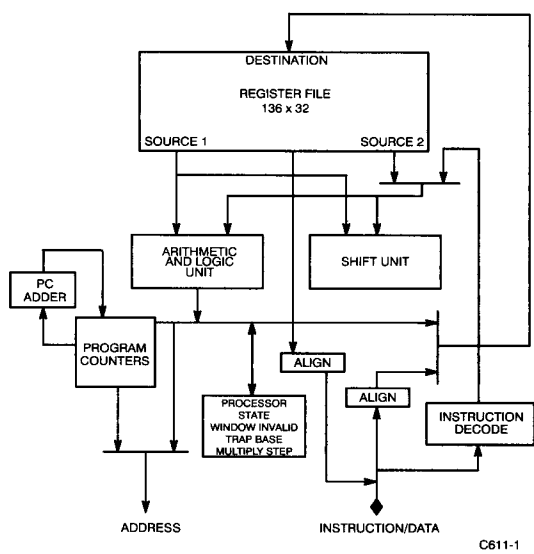 DESTINATION
REGISTER FILE
136 x 32
SOURCE 1
SOURCE 2
ARITHMETIC
AND LOGIC
UNIT
SHIFT UNIT
PC
ADDER
PROGRAM
COUNTERS
ALIGN
ALIGN
PROCESSOR
STATE
WINDOW INVALID
TRAP BASE
MULTIPLY STEP
INSTRUCTION
DECODE
ADDRESS
INSTRUCTION/DATA
C611-1